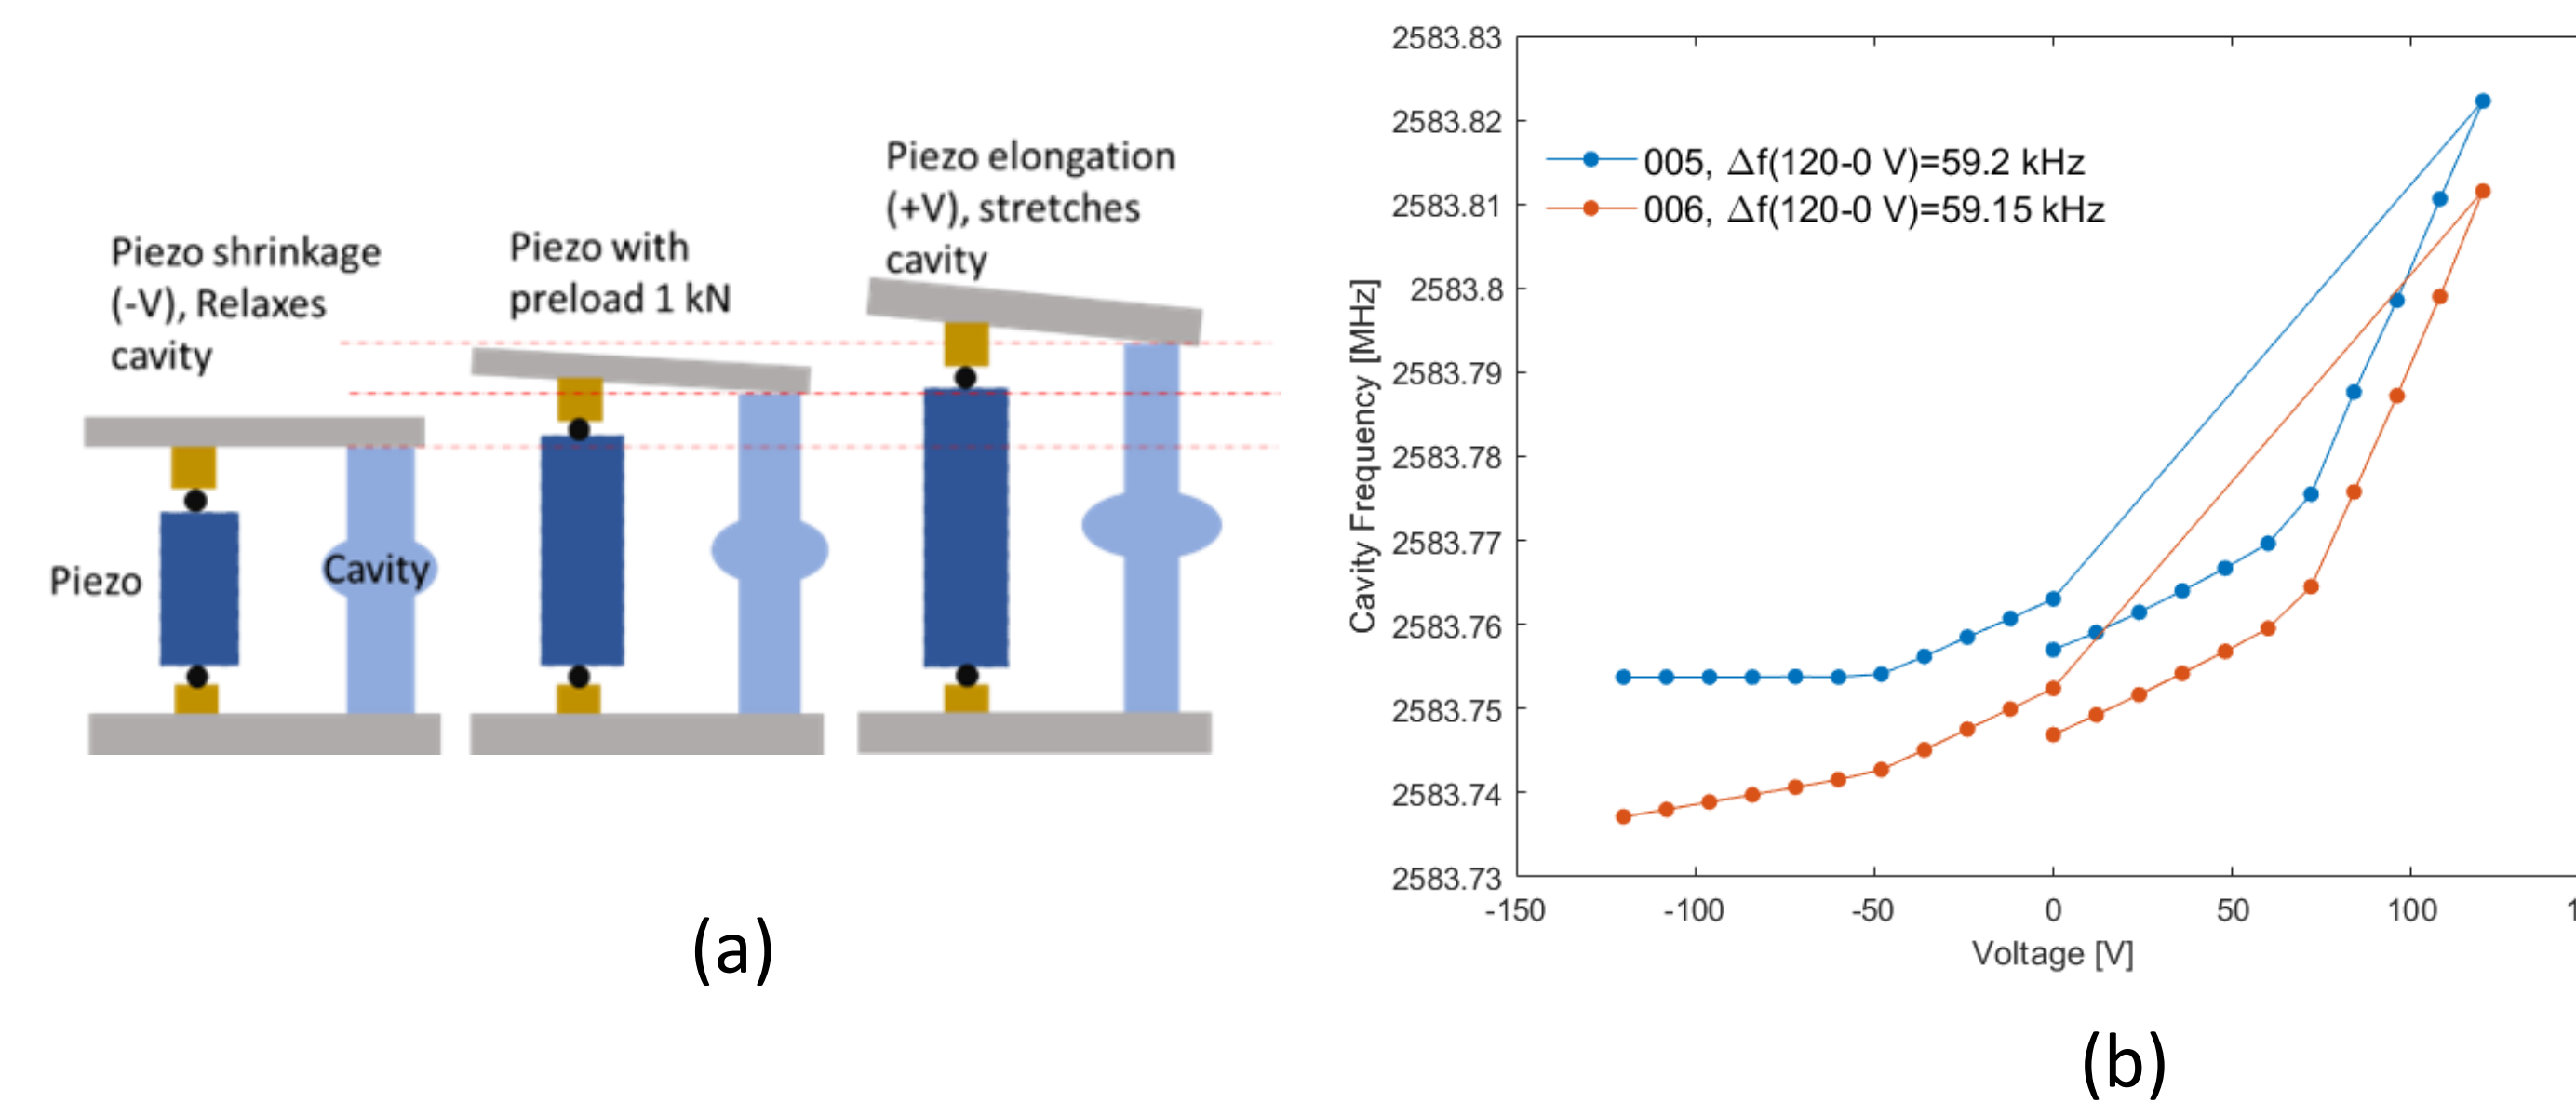 Piezo shrinkage
(-V), Relaxes
cavity
Piezo with
preload 1 kN
Piezo elongation
(+V), stretches
cavity
Piezo
Cavity
(a)
2583.83
2583.82
2583.81
2583.8
2583.79
2583.78
2583.77
2583.76
2583.75
2583.74
2583.73
Cavity Frequency [MHz]
005, Δf(120-0 V)=59.2 kHz
006, Δf(120-0 V)=59.15 kHz
-150 -100 -50 0 50 100
Voltage [V]
(b)